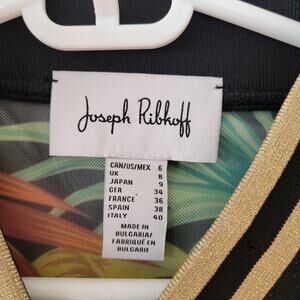 Joseph Ribkoff
CAN/US/MEX 6
UK 8
JAPAN 9
GER 34
FRANCE 36
SPAIN 38
ITALY 40
MADE IN
BULGARIA/
FABRIQUÉ EN
BULGARIE